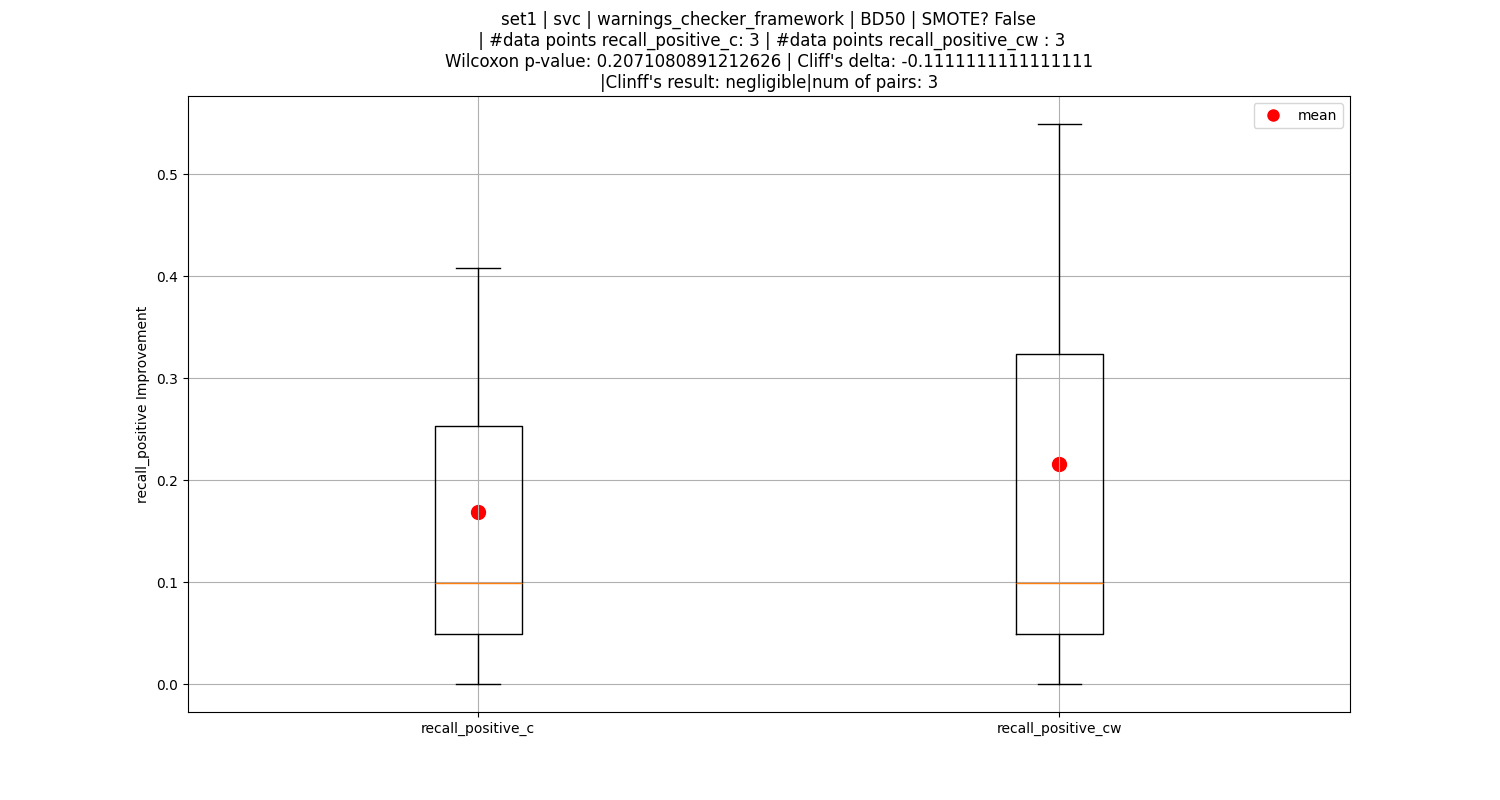 set1 | svc | warnings_checker_framework | BD50 | SMOTE? False
| #data points recall_positive_c: 3 | #data points recall_positive_cw : 3
Wilcoxon p-value: 0.2071080891212626 | Cliff's delta: -0.1111111111111111
|Clinff's result: negligible|num of pairs: 3
mean
recall_positive Improvement
0.5
0.4
0.3
0.2
0.1
0.0
recall_positive_c
recall_positive_cw